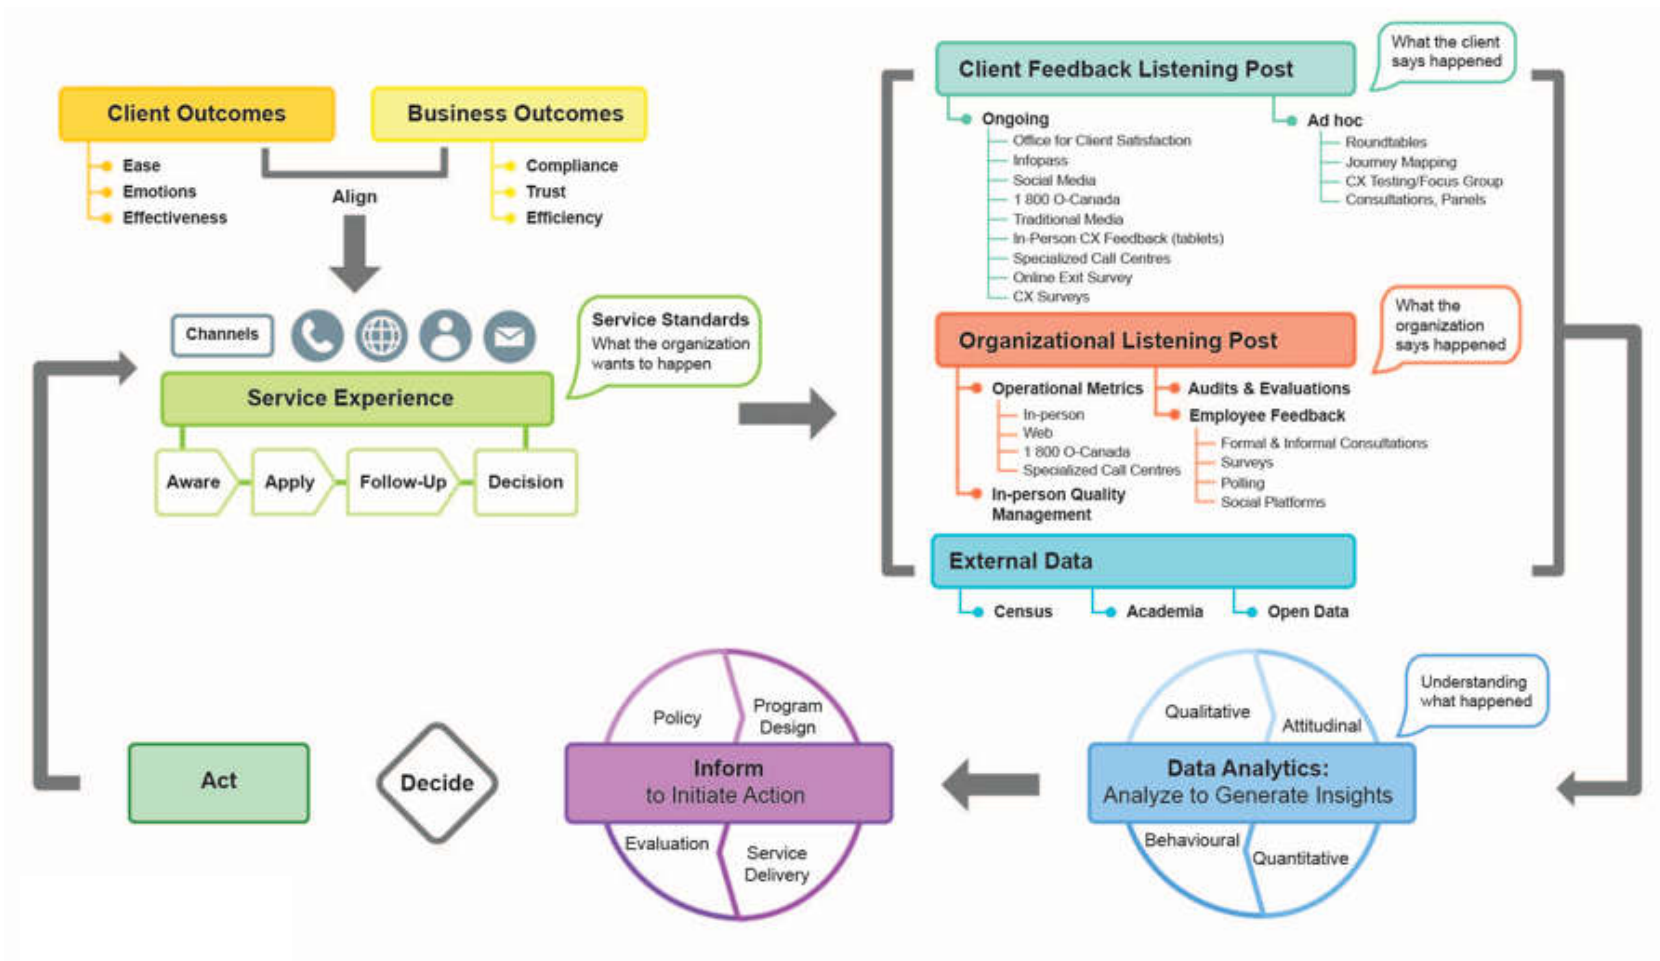 Client Outcomes
Ease
Emotions
Effectiveness
Business Outcomes
Compliance
Trust
Efficiency
Align
Channels
Service Standards
What the organization
wants to happen
Service Experience
Aware
Apply
Follow-Up
Decision
Client Feedback Listening Post
What the client
says happened
Ongoing
Office for Client Satisfaction
Infopass
Social Media
1 800 O-Canada
Traditional Media
In-Person CX Feedback (tablets)
Specialized Call Centres
Online Exit Survey
CX Surveys
Ad hoc
Roundtables
Journey Mapping
CX Testing/Focus Group
Consultations, Panels
Organizational Listening Post
What the
organization
says happened
Operational Metrics
In-person
Web
1 800 O-Canada
Specialized Call Centres
In-person Quality
Management
Audits & Evaluations
Employee Feedback
Formal & Informal Consultations
Surveys
Polling
Social Platforms
External Data
Census
Academia
Open Data
Understanding
what happened
Qualitative
Attitudinal
Data Analytics:
Analyze to Generate Insights
Behavioural
Quantitative
Policy
Program
Design
Inform
to Initiate Action
Evaluation
Service
Delivery
Decide
Act